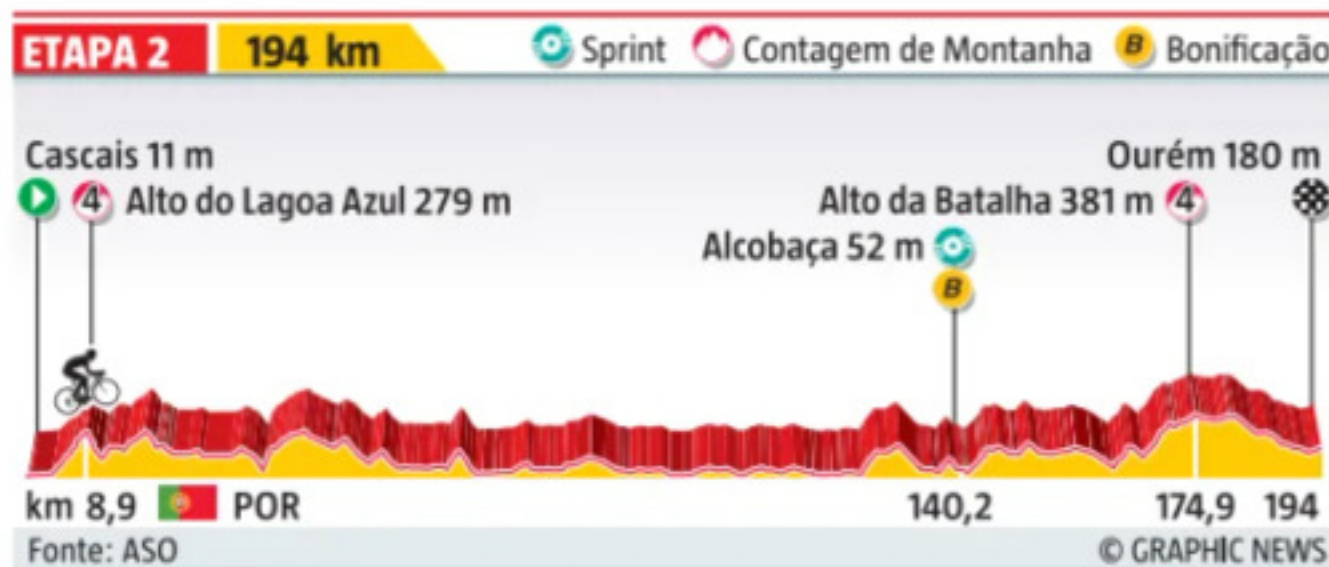 ETAPA 2 194 km Sprint Contagem de Montanha B Bonificação
Cascais 11 m
Ourém 180 m
4 Alto do Lagoa Azul 279 m
Alto da Batalha 381 m 4
Alcobaça 52 m
B
km 8,9 POR 140,2 174,9 194
Fonte: ASO © GRAPHIC NEWS